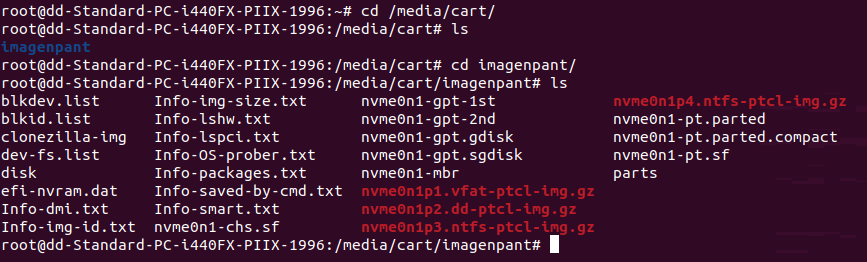 root@dd-Standard-PC-i440FX-PIIX-1996:~# cd /media/cart/
root@dd-Standard-PC-i440FX-PIIX-1996:/media/cart# ls
imagenpant
root@dd-Standard-PC-i440FX-PIIX-1996:/media/cart# cd imagenpant/
root@dd-Standard-PC-i440FX-PIIX-1996:/media/cart/imagenpant# ls
blkdev.list Info-img-size.txt nvme0n1-gpt-1st nvme0n1p4.ntfs-ptcl-img.gz
blkid.list Info-lshw.txt nvme0n1-gpt-2nd nvme0n1-pt.parted
clonezilla-img Info-lspci.txt nvme0n1-gpt.gdisk nvme0n1-pt.parted.compact
dev-fs.list Info-OS-prober.txt nvme0n1-gpt.sgdisk nvme0n1-pt.sf
disk Info-packages.txt nvme0n1-mbr parts
efi-nvram.dat Info-saved-by-cmd.txt nvme0n1p1.vfat-ptcl-img.gz
Info-dmi.txt Info-smart.txt nvme0n1p2.dd-ptcl-img.gz
Info-img-id.txt nvme0n1-chs.sf nvme0n1p3.ntfs-ptcl-img.gz
root@dd-Standard-PC-i440FX-PIIX-1996:/media/cart/imagenpant#